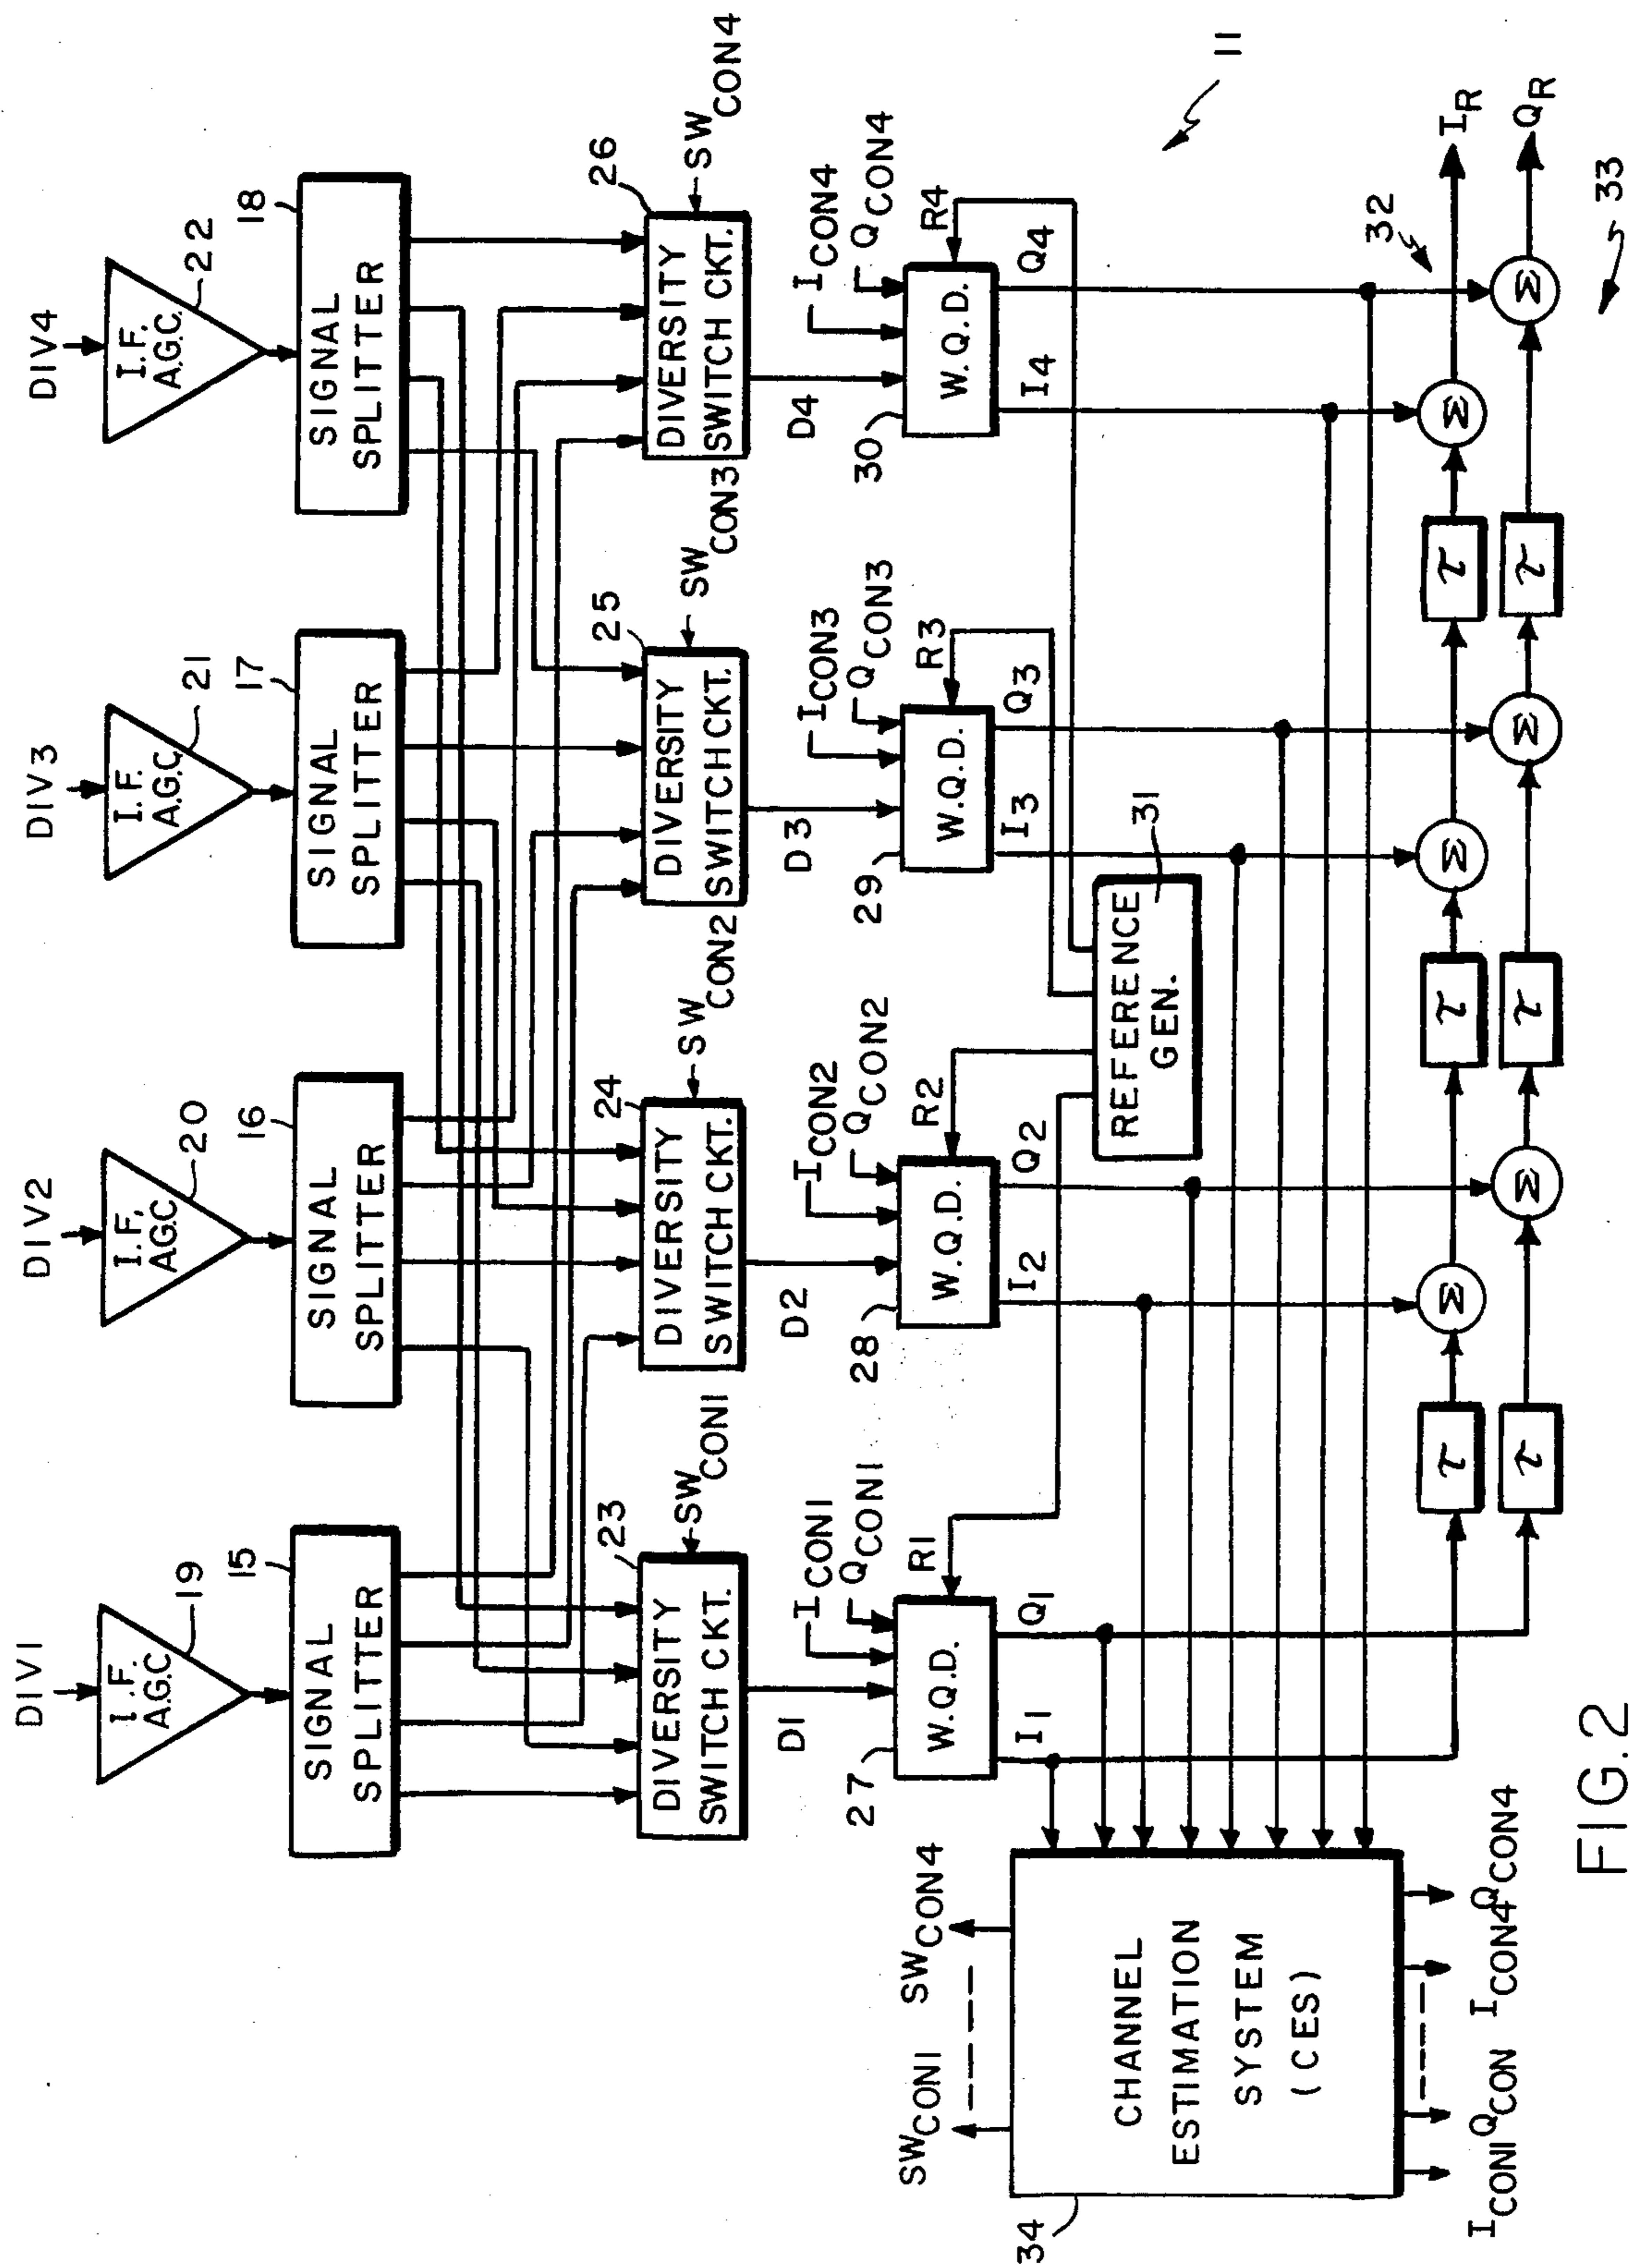 DIV1
DIV2
DIV3
DIV4
I.F.
A.G.C
19
I.F,
A.G.C
20
I.F.
A.G.C.
21
I.F.
A.G.C.
22
15
SIGNAL
SPLITTER
16
SIGNAL
SPLITTER
17
SIGNAL
SPLITTER
18
SIGNAL
SPLITTER
23
DIVERSITY
SWITCH CKT.
SWCON1
24
DIVERSITY
SWITCH CKT.
SWCON2
25
DIVERSITY
SWITCH CKT.
SWCON3
26
DIVERSITY
SWITCH CKT.
SWCON4
D1
ICON1
QCON1
D2
ICON2
QCON2
D3
ICON3
QCON3
D4
ICON4
QCON4
27
W.Q.D.
R1
28
W.Q.D.
R2
29
W.Q.D.
R3
30
W.Q.D.
R4
I1
Q1
I2
Q2
I3
Q3
I4
Q4
REFERENCE
GEN.
31
11
SWCON1
SWCON4
34
CHANNEL
ESTIMATION
SYSTEM
(CES)
ICON1
QCON
ICON4
QCON4
τ
Σ
τ
Σ
τ
Σ
IR
32
τ
Σ
τ
Σ
τ
Σ
QR
33
FIG.2